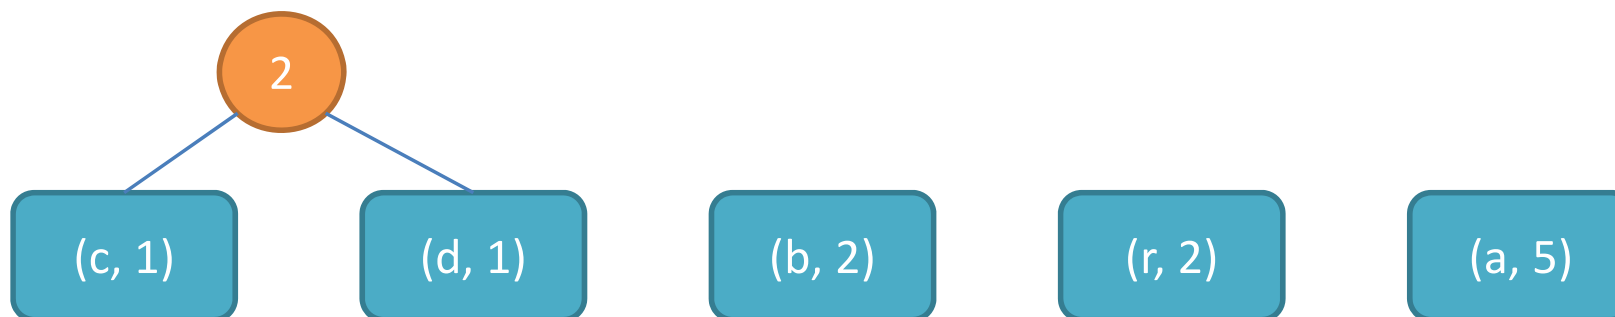 2
(c, 1) (d, 1) (b, 2) (r, 2) (a, 5)